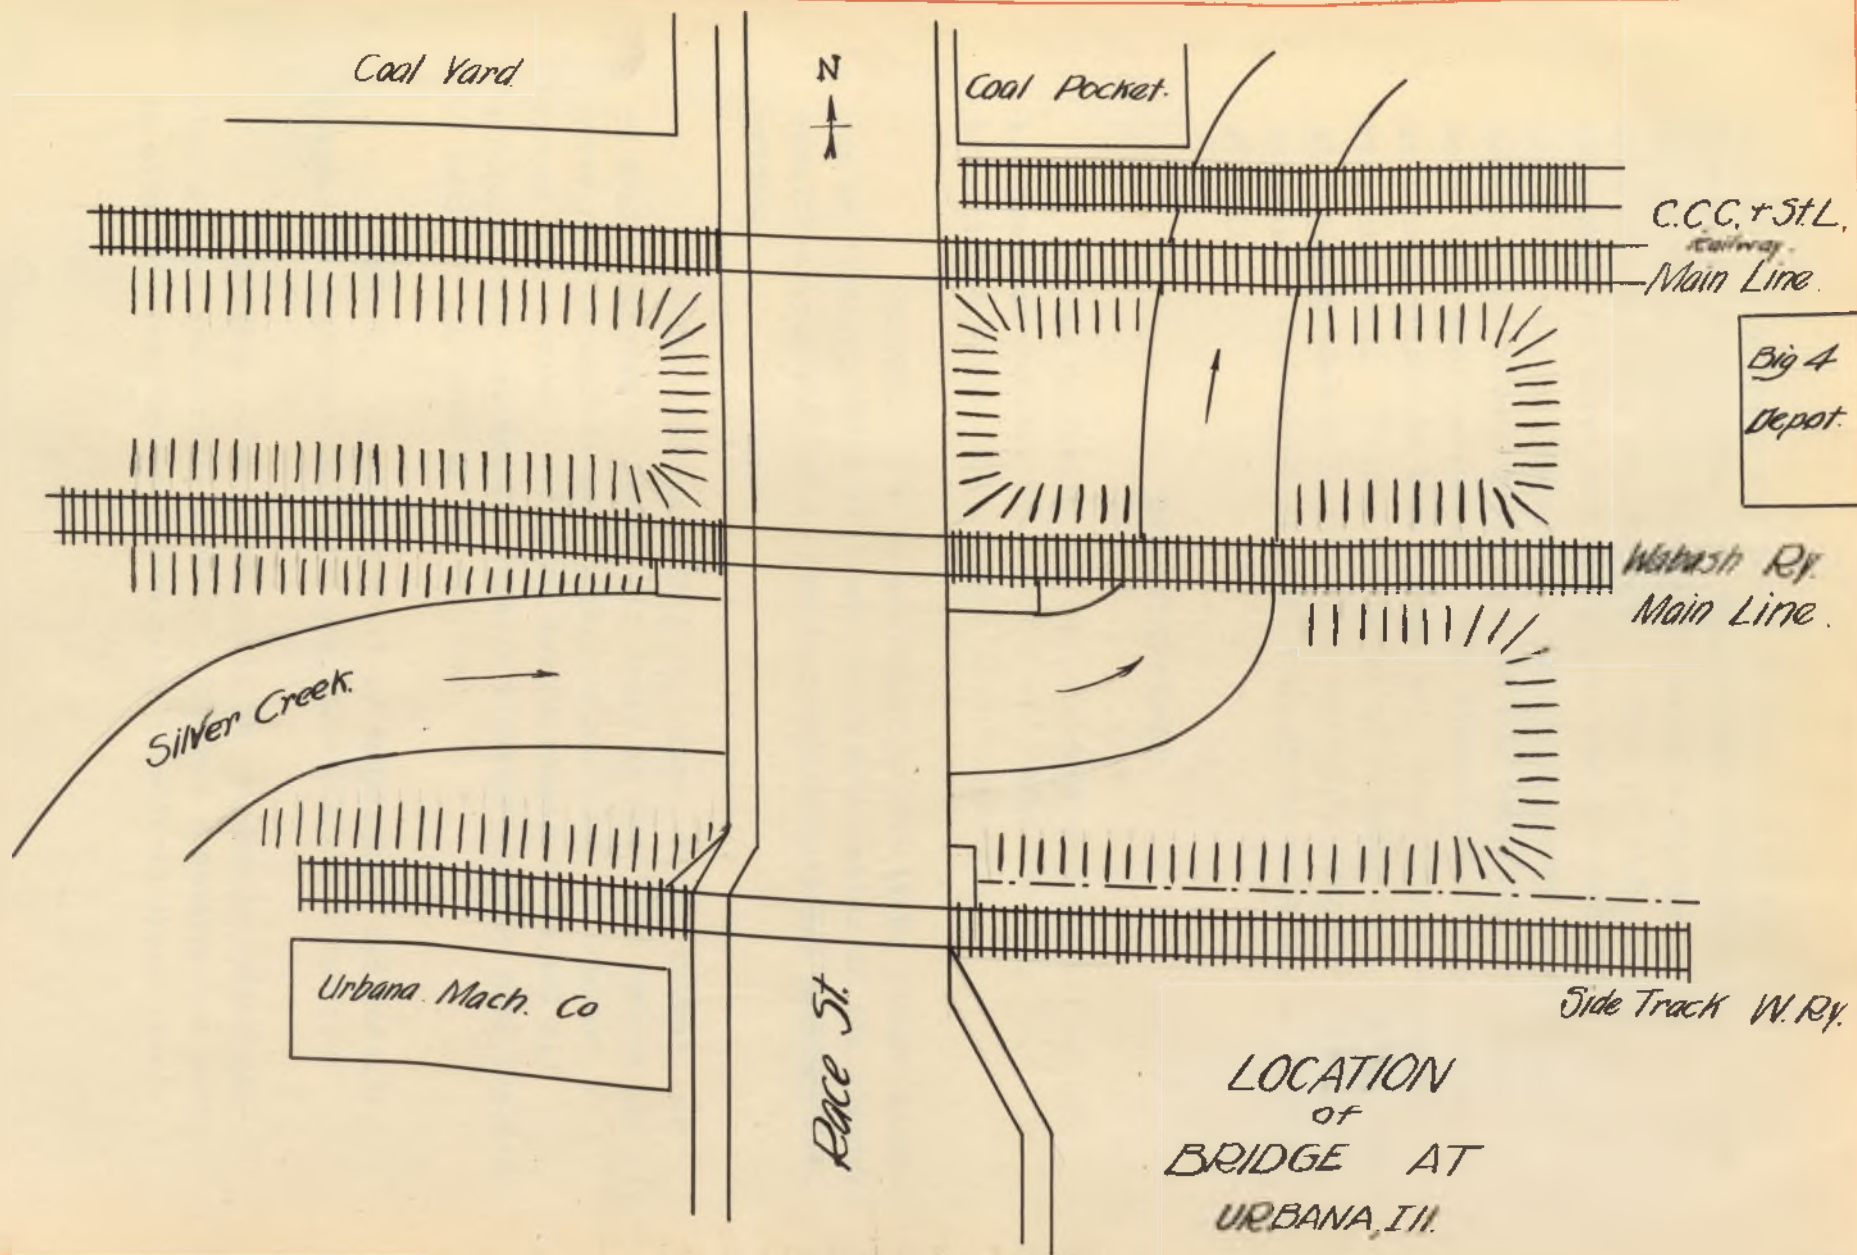 Coal Yard
N
Coal Pocket.
C.C.C. + St.L.
Railway.
Main Line.
Big 4
Depot.
Wabash Ry.
Main Line.
Silver Creek.
Urbana. Mach. Co
Race St.
Side Track W. Ry.
LOCATION
OF
BRIDGE AT
URBANA, Ill.